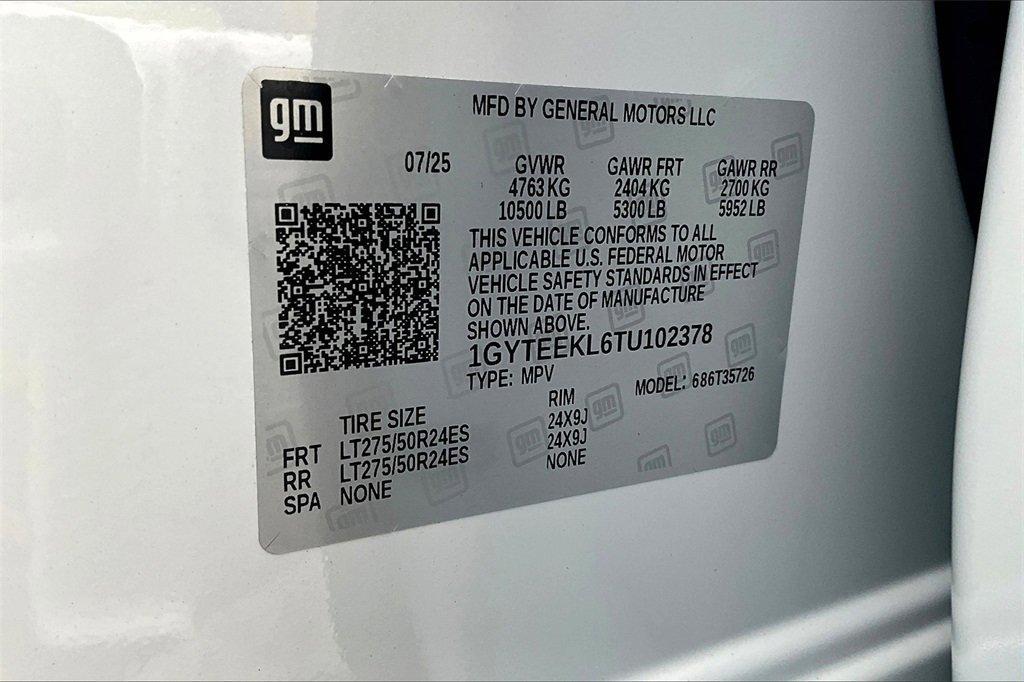 gm
MFD BY GENERAL MOTORS LLC
07/25 GVWR GAWR FRT GAWR RR
4763 KG 2404 KG 2700 KG
10500 LB 5300 LB 5952 LB
THIS VEHICLE CONFORMS TO ALL
APPLICABLE U.S. FEDERAL MOTOR
VEHICLE SAFETY STANDARDS IN EFFECT
ON THE DATE OF MANUFACTURE
SHOWN ABOVE.
1GYTEEKL6TU102378
TYPE: MPV MODEL: 686T35726
TIRE SIZE RIM
FRT LT275/50R24ES 24X9J
RR LT275/50R24ES 24X9J
SPA NONE NONE